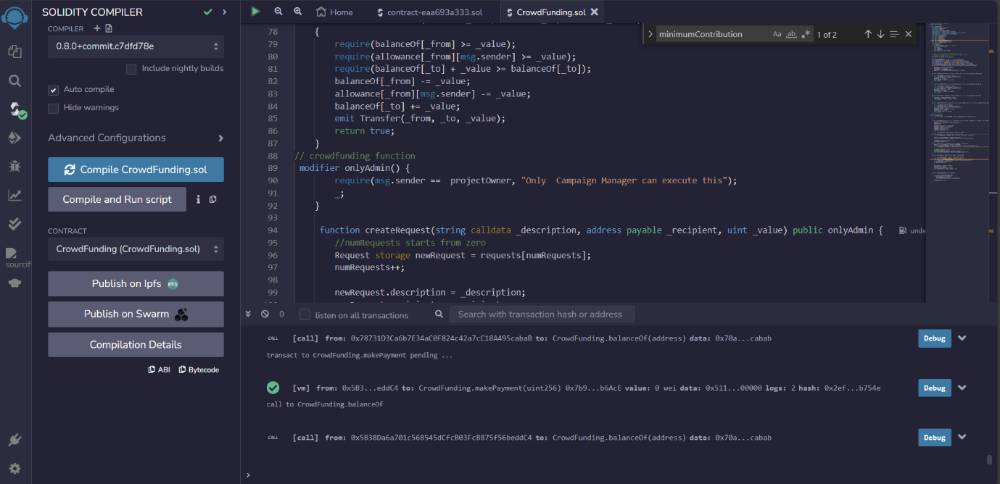 SOLIDITY COMPILER
COMPILER
0.8.0+commit.c7dfd78e
Include nightly builds
Auto compile
Hide warnings
Advanced Configurations
Compile CrowdFunding.sol
Compile and Run script
CONTRACT
CrowdFunding (CrowdFunding.sol)
sourcif
Publish on Ipfs
IPFS
Publish on Swarm
Compilation Details
ABI
Bytecode
Home
contract-eaa693a333.sol
CrowdFunding.sol
minimumContribution
Aa ab .*
1 of 2
78 {
79 require(balanceOf[_from] >= _value);
80 require(allowance[_from][msg.sender] >= _value);
81 require(balanceOf[_to] + _value >= balanceOf[_to]);
82 balanceOf[_from] -= _value;
83 allowance[_from][msg.sender] -= _value;
84 balanceOf[_to] += _value;
85 emit Transfer(_from, _to, _value);
86 return true;
87 }
88 // crowdfunding function
89 modifier onlyAdmin() {
90 require(msg.sender ==  projectOwner, "Only  Campaign Manager can execute this");
91 _;
92 }
93
94 function createRequest(string calldata _description, address payable _recipient, uint _value) public onlyAdmin { unde
95 //numRequests starts from zero
96 Request storage newRequest = requests[numRequests];
97 numRequests++;
98
99 newRequest.description = _description;
0
listen on all transactions
Search with transaction hash or address
CALL [call] from: 0x78731D3Ca6b7E34aC0F824c42a7cC18A495cabaB to: CrowdFunding.balanceOf(address) data: 0x70a...cabab
Debug
transact to CrowdFunding.makePayment pending ...
[vm] from: 0x5B3...eddC4 to: CrowdFunding.makePayment(uint256) 0x7b9...b6AcE value: 0 wei data: 0x511...00000 logs: 2 hash: 0x2ef...b754e
Debug
call to CrowdFunding.balanceOf
CALL [call] from: 0x5B38Da6a701c568545dCfcB03FcB875f56beddC4 to: CrowdFunding.balanceOf(address) data: 0x70a...cabab
Debug
>